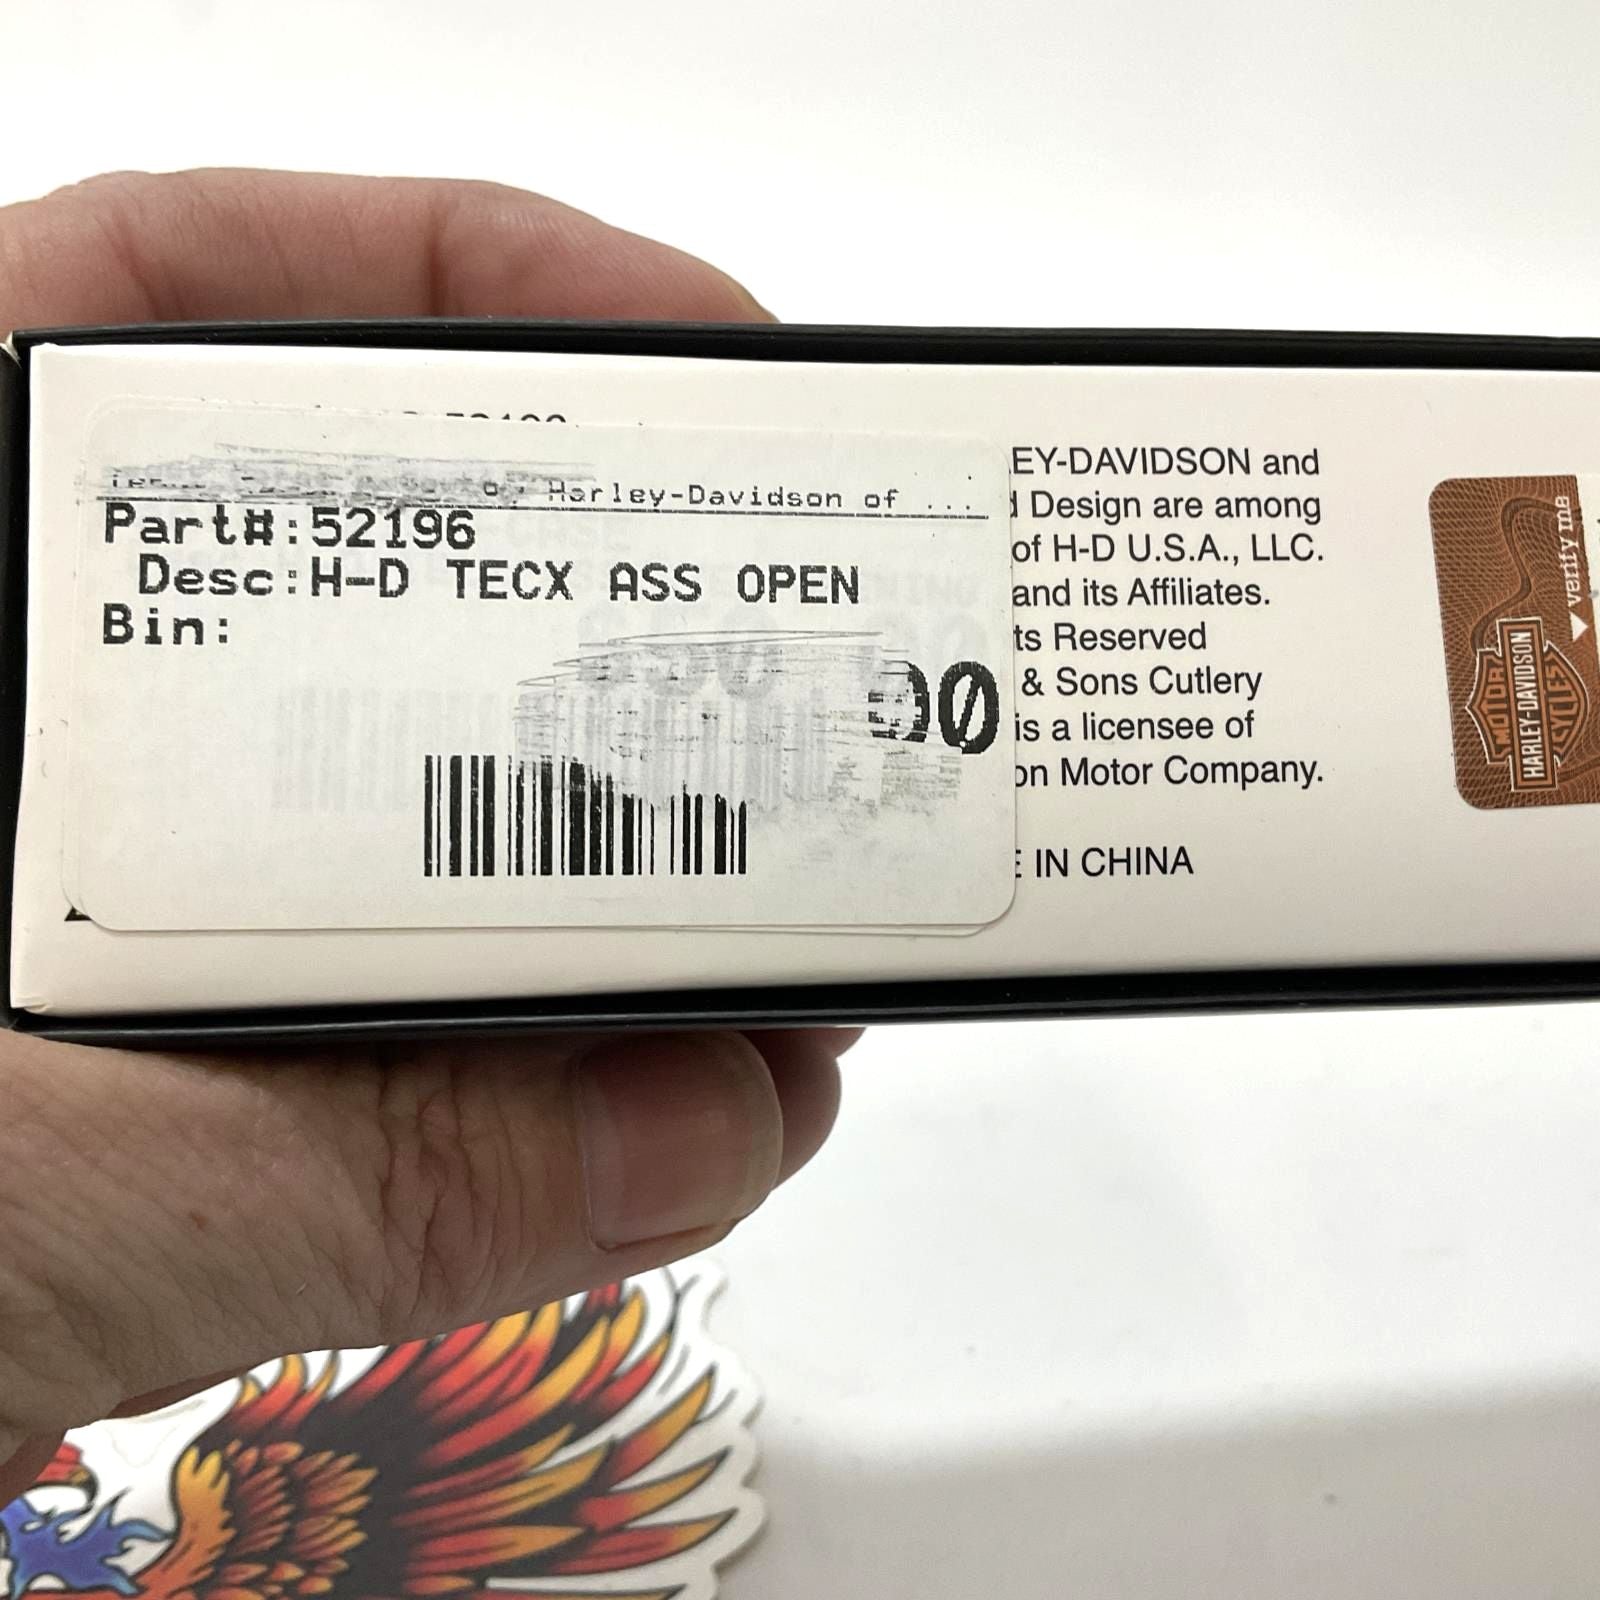 Harley-Davidson of ...
Part#:52196
Desc:H-D TECX ASS OPEN
Bin:
00
EY-DAVIDSON and
Design are among
of H-D U.S.A., LLC.
and its Affiliates.
ts Reserved
& Sons Cutlery
is a licensee of
on Motor Company.
IN CHINA
verify me
MOTOR
HARLEY-DAVIDSON
CYCLES